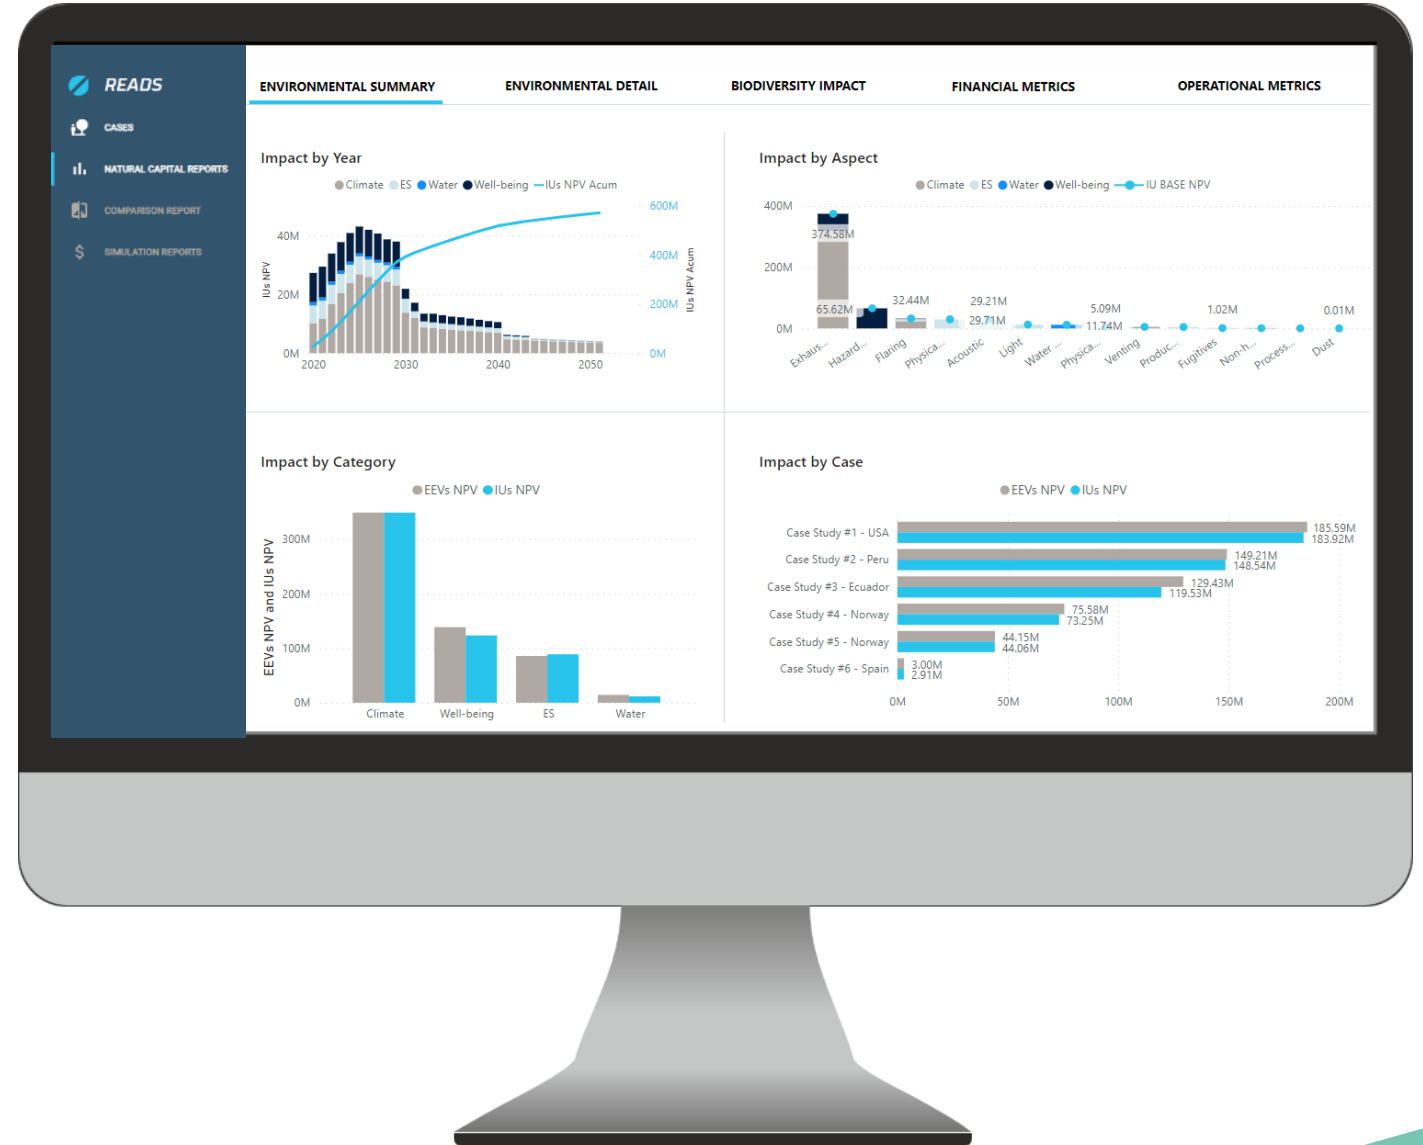 READS
CASES
NATURAL CAPITAL REPORTS
COMPARISON REPORT
SIMULATION REPORTS
ENVIRONMENTAL SUMMARY
ENVIRONMENTAL DETAIL
BIODIVERSITY IMPACT
FINANCIAL METRICS
OPERATIONAL METRICS
Impact by Year
Climate ES Water Well-being IUs NPV Acum
IUs NPV
40M
20M
0M
600M
400M
200M
0M
IUs NPV Acum
2020 2030 2040 2050
Impact by Aspect
Climate ES Water Well-being IU BASE NPV
400M
200M
0M
374.58M
65.62M
32.44M
29.21M
29.71M
5.09M
11.74M
1.02M
0.01M
Exhaus...
Hazard...
Flaring
Physica...
Acoustic
Light
Water ...
Physica...
Venting
Produc...
Fugitives
Non-h...
Process...
Dust
Impact by Category
EEVs NPV IUs NPV
EEVs NPV and IUs NPV
300M
200M
100M
0M
Climate Well-being ES Water
Impact by Case
EEVs NPV IUs NPV
Case Study #1 - USA
185.59M
183.92M
Case Study #2 - Peru
149.21M
148.54M
Case Study #3 - Ecuador
129.43M
119.53M
Case Study #4 - Norway
75.58M
73.25M
Case Study #5 - Norway
44.15M
44.06M
Case Study #6 - Spain
3.00M
2.91M
0M 50M 100M 150M 200M